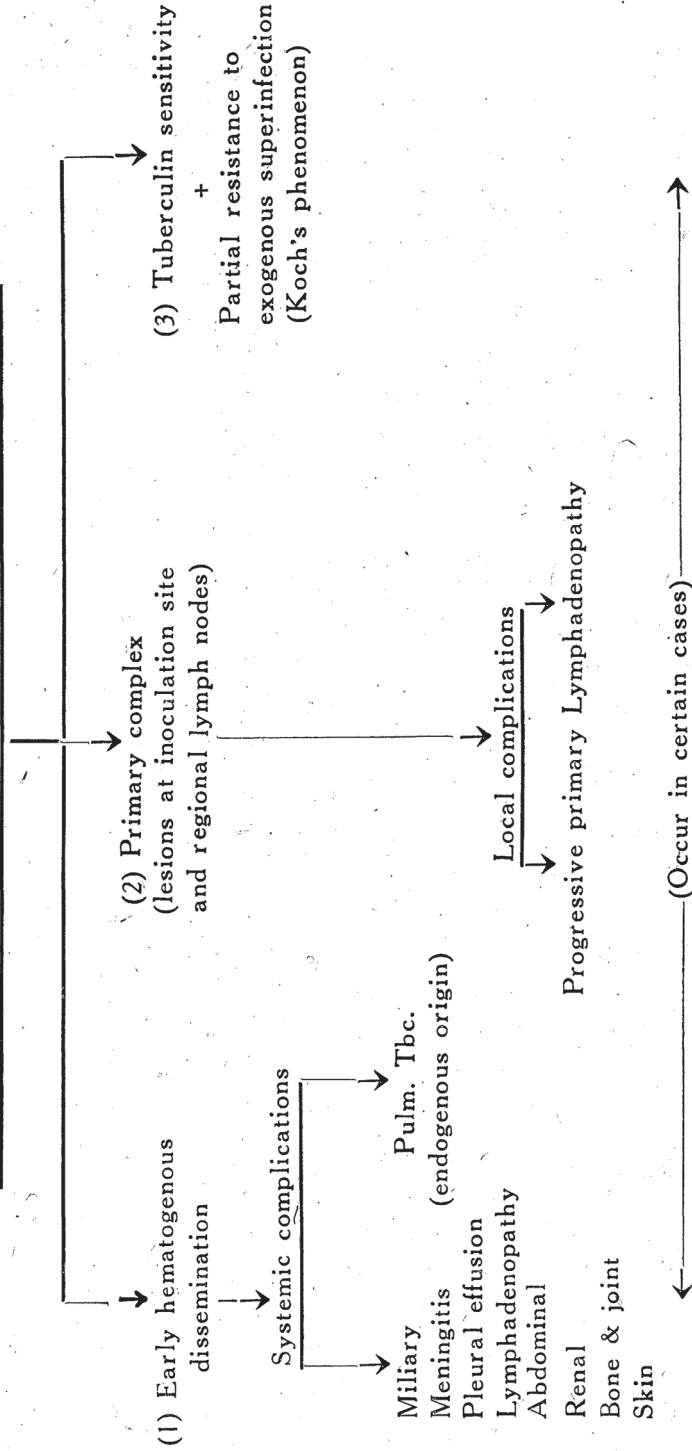 (1) Early hematogenous
dissemination
Systemic complications
Miliary
Meningitis
Pleural effusion
Lymphadenopathy
Abdominal
Renal
Bone & joint
Skin
Pulm. Tbc.
(endogenous origin)
(2) Primary complex
(lesions at inoculation site
and regional lymph nodes)
Local complications
Progressive primary Lymphadenopathy
(3) Tuberculin sensitivity
+
Partial resistance to
exogenous superinfection
(Koch's phenomenon)
(Occur in certain cases)